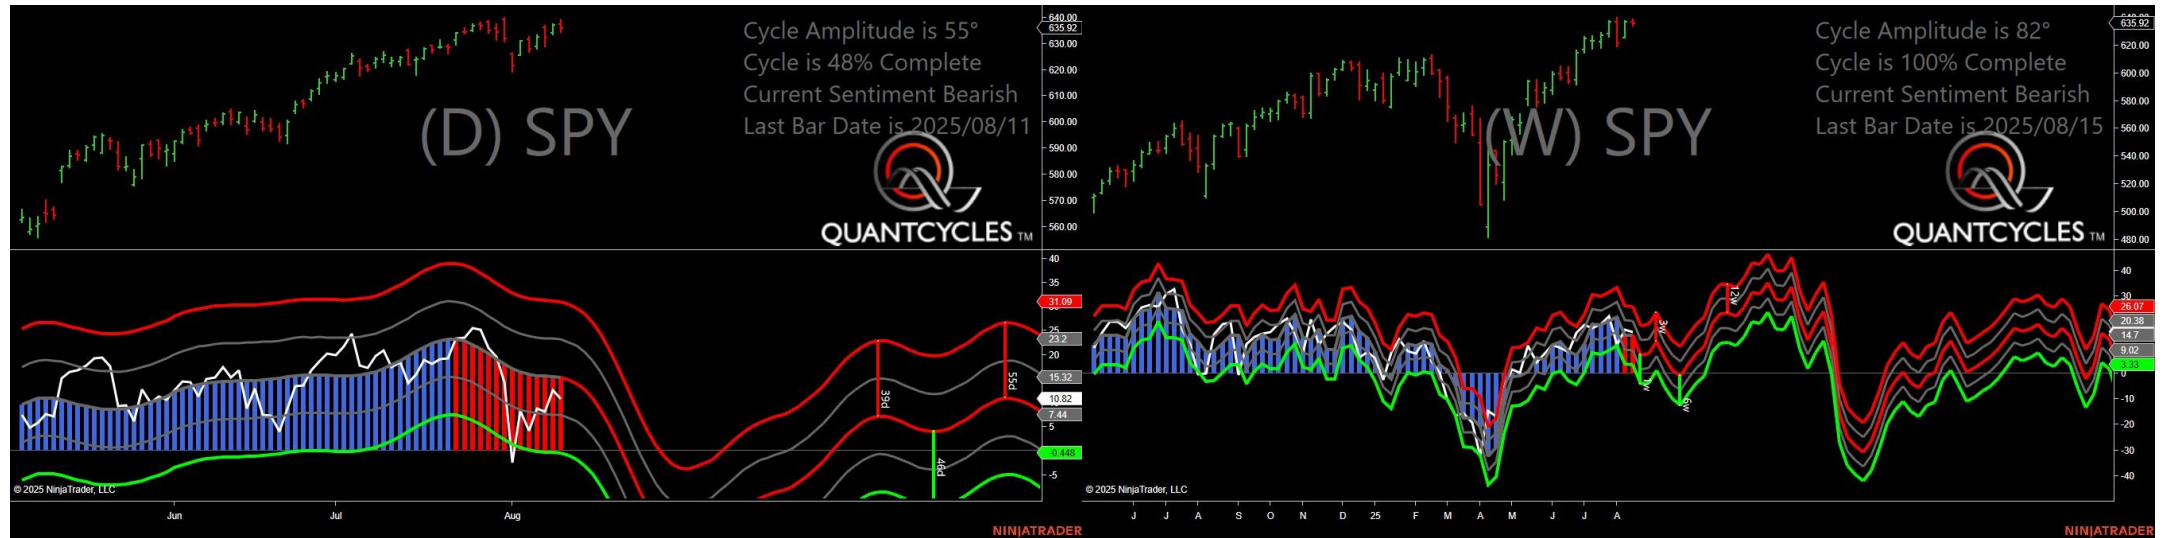 Cycle Amplitude is 55°
Cycle is 48% Complete
Current Sentiment Bearish
Last Bar Date is 2025/08/11
(D) SPY
QUANTCYCLES TM
640.00
635.92
630.00
620.00
610.00
600.00
590.00
580.00
570.00
560.00
40
35
31.09
25
23.2
20
15.32
10.82
7.44
5
-0.448
-5
39d
46d
55d
© 2025 NinjaTrader, LLC
Jun Jul Aug
NINJATRADER
Cycle Amplitude is 82°
Cycle is 100% Complete
Current Sentiment Bearish
Last Bar Date is 2025/08/15
(W) SPY
QUANTCYCLES TM
635.92
620.00
600.00
580.00
560.00
540.00
520.00
500.00
480.00
40
30
26.07
20.38
14.7
9.02
3.33
0
-10
-20
-30
-40
3w
6w
12w
© 2025 NinjaTrader, LLC
J J A S O N D 25 F M A M J J A
NINJATRADER